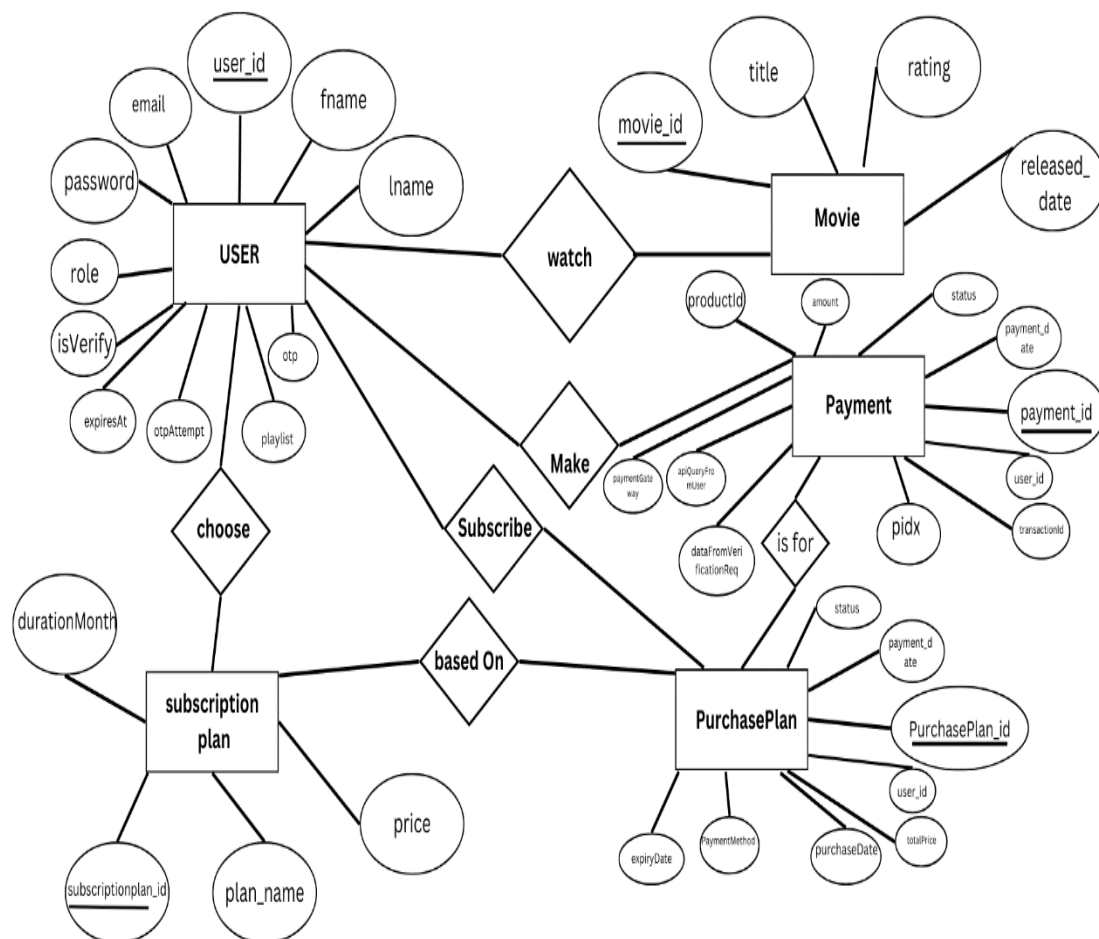 user_id
title
rating
email
fname
movie_id
password
lname
released_
date
USER
Movie
watch
role
productId
amount
status
isVerify
otp
payment_d
ate
expiresAt
otpAttempt
playlist
Payment
payment_id
Make
paymentGate
way
apiQueryFro
mUser
user_id
choose
Subscribe
dataFromVeri
ficationReq
is for
pidx
transactionId
durationMonth
status
based On
payment_d
ate
subscription
plan
PurchasePlan
PurchasePlan_id
user_id
price
expiryDate
PaymentMethod
purchaseDate
totalPrice
subscriptionplan_id
plan_name